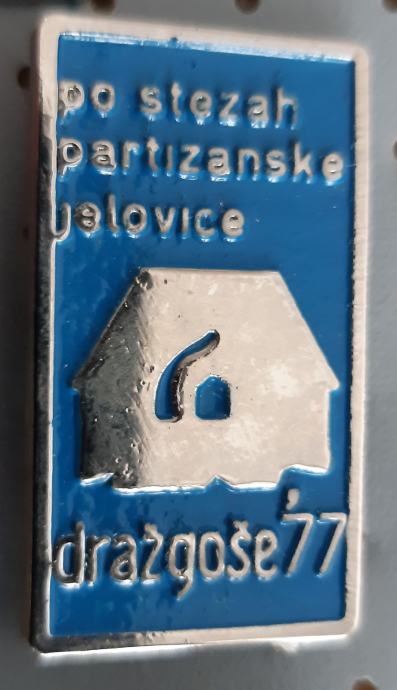 po stezah
partizanske
jelovice
dražgoše '77